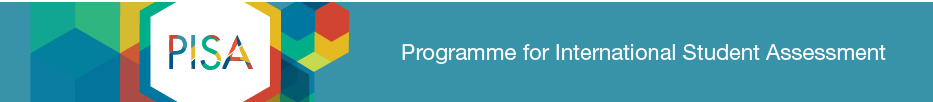 PISA
Programme for International Student Assessment